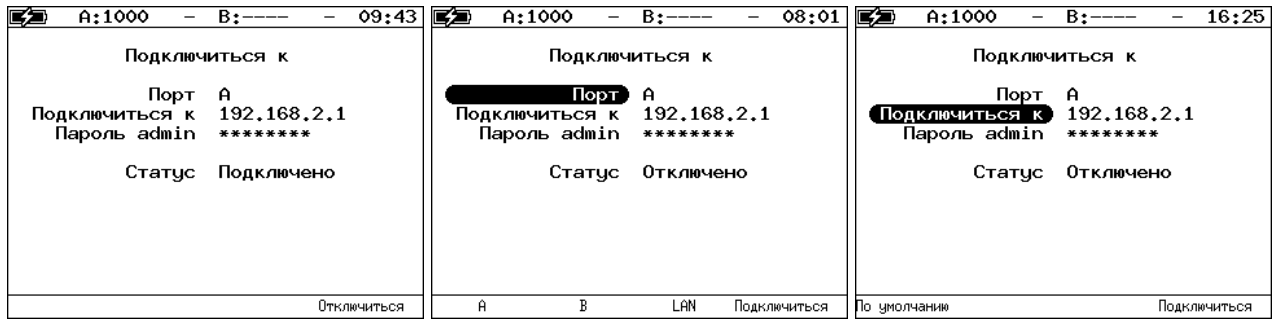 A:1000 – B:---- – 09:43
Подключиться к
Порт A
Подключиться к 192.168.2.1
Пароль admin ********
Статус Подключено
Отключиться
A:1000 – B:---- – 08:01
Подключиться к
Порт A
Подключиться к 192.168.2.1
Пароль admin ********
Статус Отключено
A B LAN Подключиться
A:1000 – B:---- – 16:25
Подключиться к
Порт A
Подключиться к 192.168.2.1
Пароль admin ********
Статус Отключено
По умолчанию Подключиться